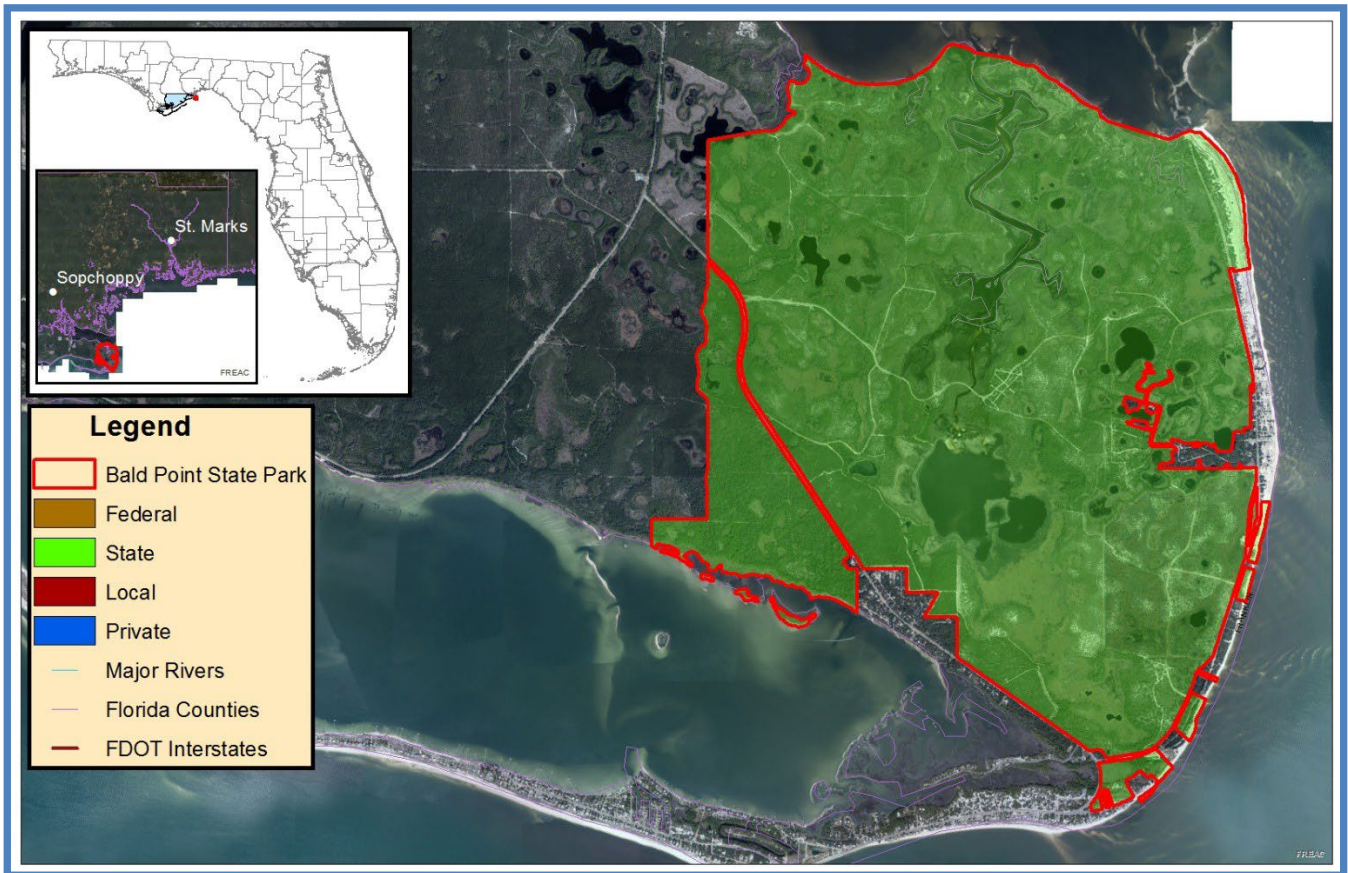 St. Marks
Sopchoppy
FREAC
Legend
Bald Point State Park
Federal
State
Local
Private
Major Rivers
Florida Counties
FDOT Interstates
FREAC